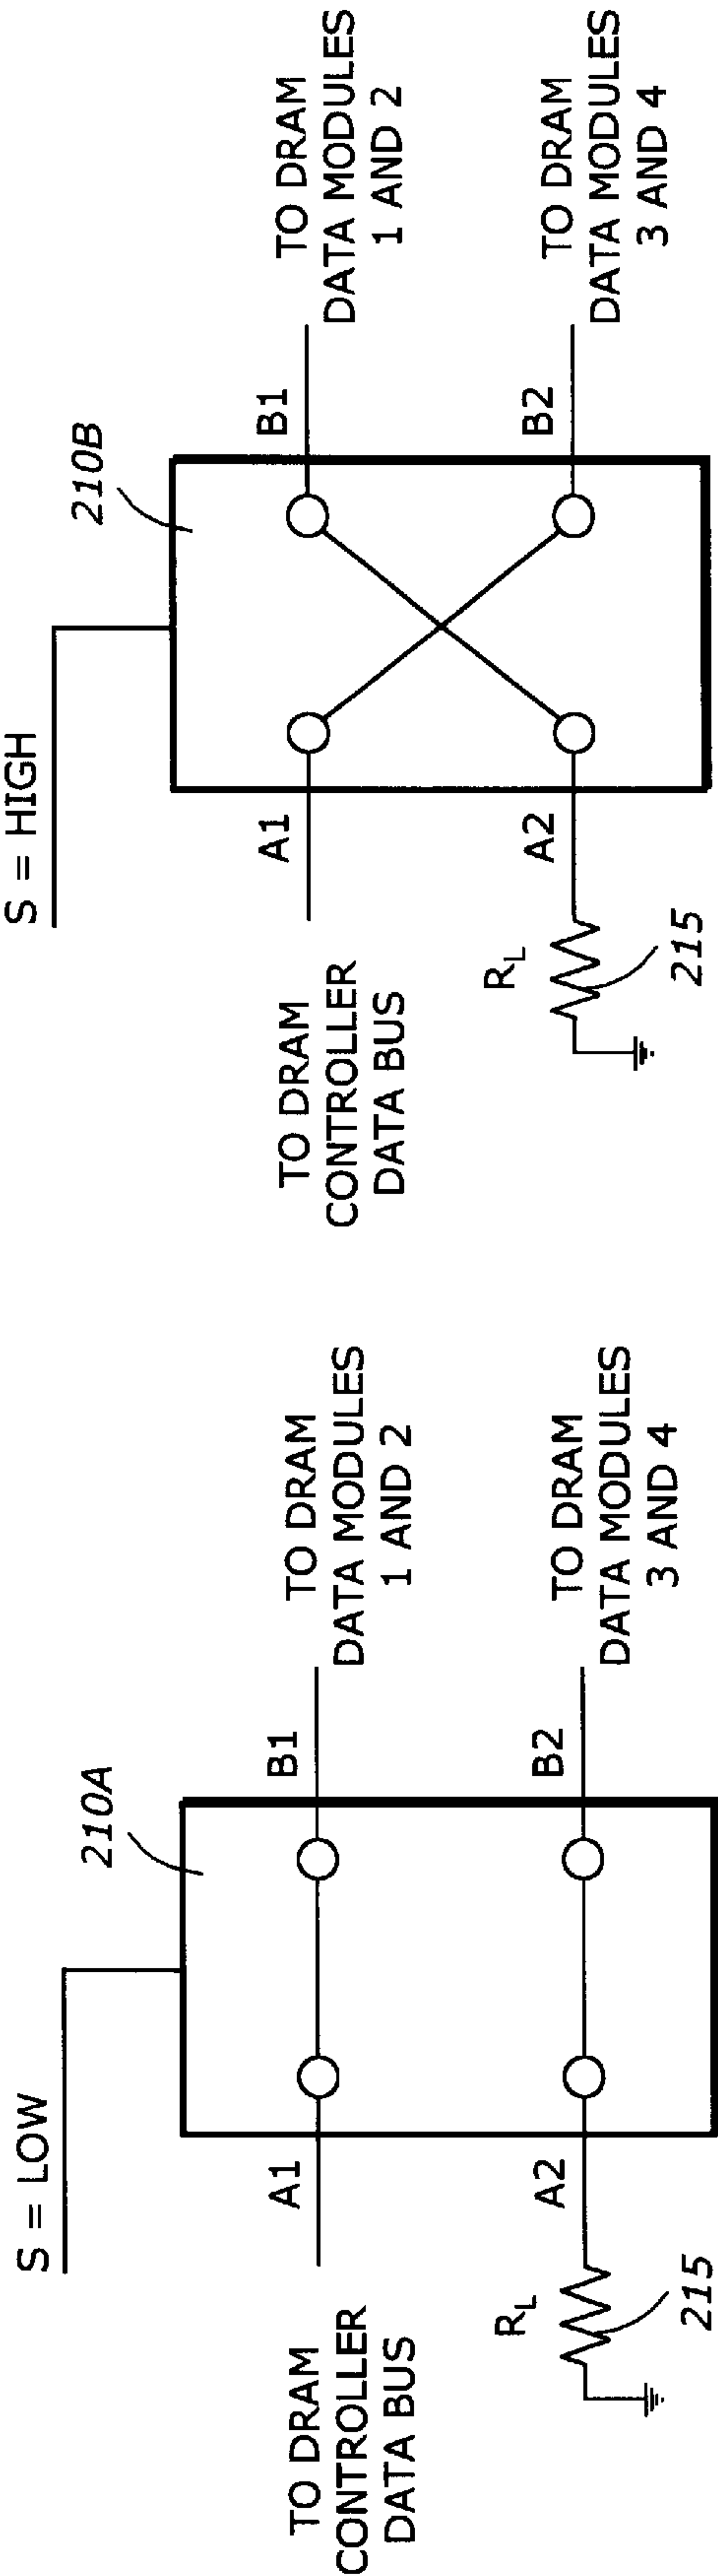 S = LOW
210A
A1
B1
TO DRAM
CONTROLLER
DATA BUS
TO DRAM
DATA MODULES
1 AND 2
RL
A2
B2
215
TO DRAM
DATA MODULES
3 AND 4
S = HIGH
210B
A1
B1
TO DRAM
CONTROLLER
DATA BUS
TO DRAM
DATA MODULES
1 AND 2
RL
A2
B2
215
TO DRAM
DATA MODULES
3 AND 4